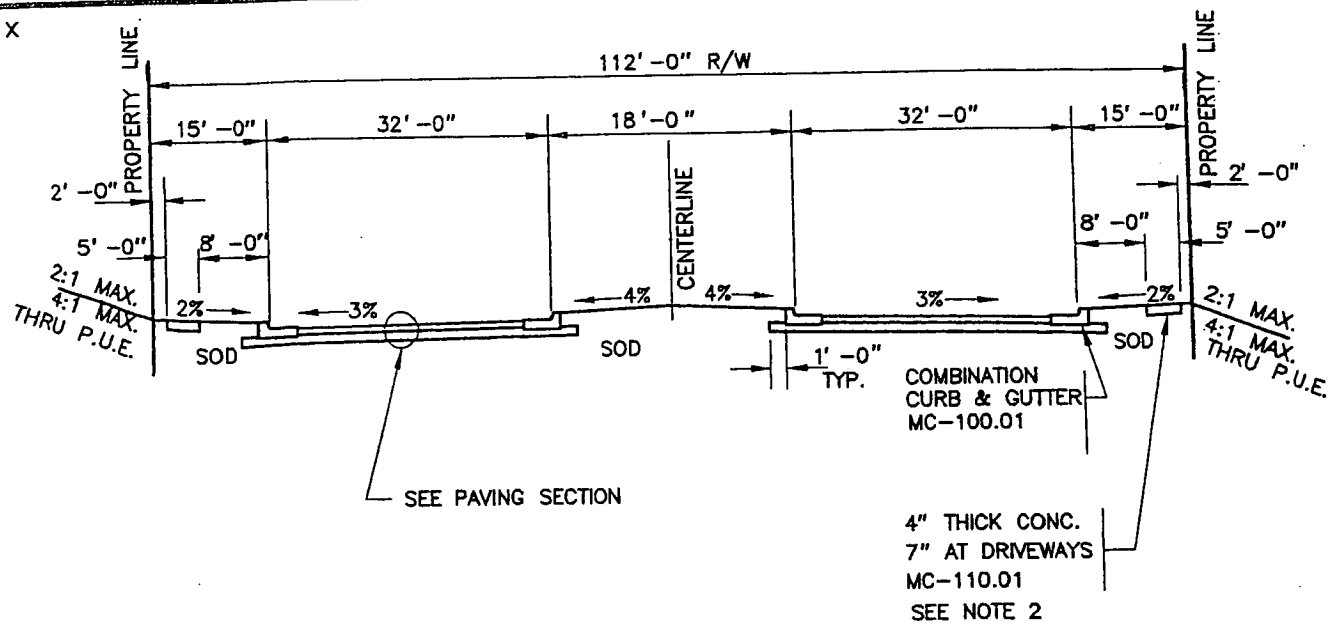 X
PROPERTY LINE
112'-0" R/W
PROPERTY LINE
15'-0"
32'-0"
18'-0"
32'-0"
15'-0"
CENTERLINE
2'-0"
2'-0"
5'-0"
8'-0"
8'-0"
5'-0"
2:1 MAX.
4:1 MAX.
THRU P.U.E.
2%
3%
4%
4%
3%
2%
2:1 MAX.
4:1 MAX.
THRU P.U.E.
SOD
SOD
SOD
1'-0"
TYP.
COMBINATION
CURB & GUTTER
MC-100.01
SEE PAVING SECTION
4" THICK CONC.
7" AT DRIVEWAYS
MC-110.01
SEE NOTE 2